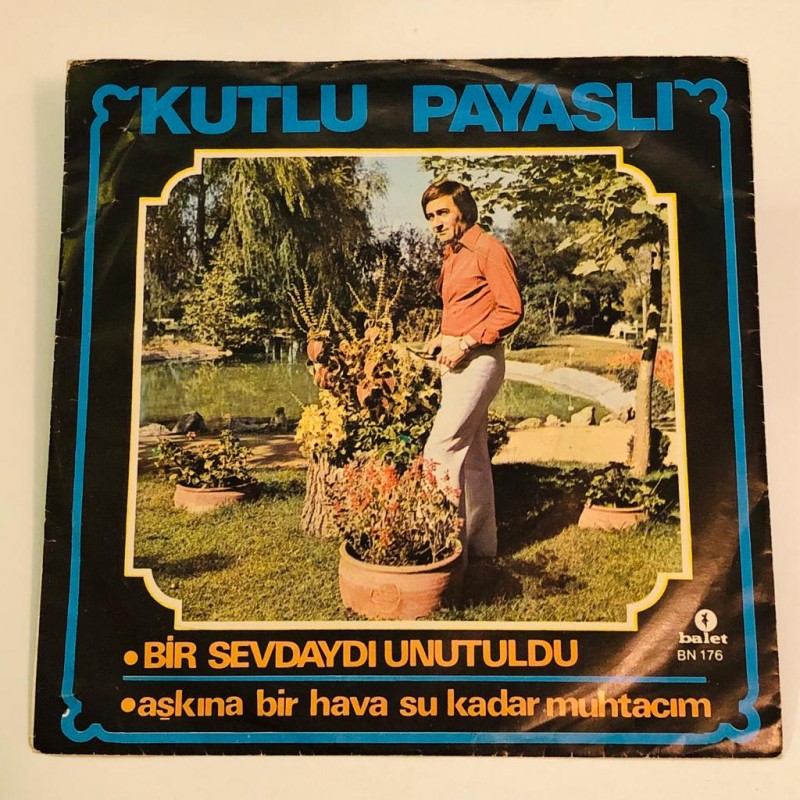 KUTLU PAYASLI
• BİR SEVDAYDI UNUTULDU
• aşkına bir hava su kadar muhtacım
balet
BN 176